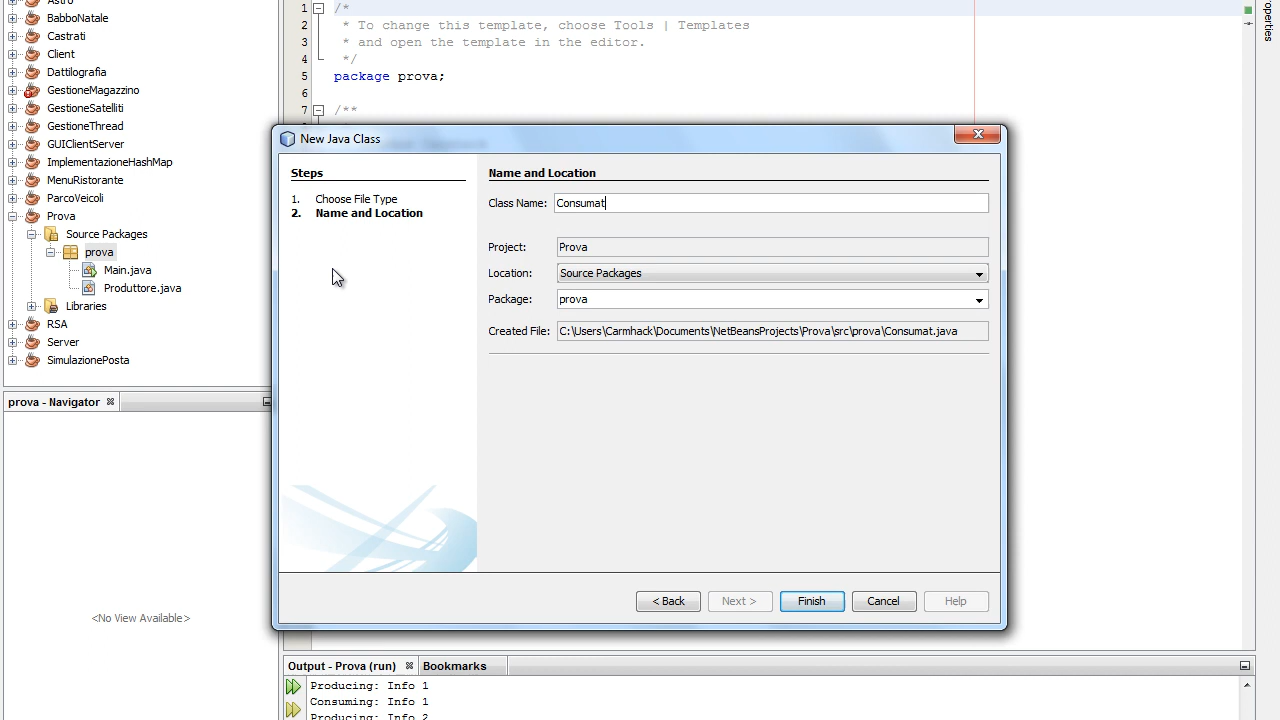 Astro
BabboNatale
Castrati
Client
Dattilografia
GestioneMagazzino
GestioneSatelliti
GestioneThread
GUIClientServer
ImplementazioneHashMap
MenuRistorante
ParcoVeicoli
Prova
Source Packages
prova
Main.java
Produttore.java
Libraries
RSA
Server
SimulazionePosta
prova - Navigator
<No View Available>
1 /*
2 * To change this template, choose Tools | Templates
3 * and open the template in the editor.
4 */
5 package prova;
6
7 /**
operties
New Java Class
Steps
1. Choose File Type
2. Name and Location
Name and Location
Class Name: Consumat
Project: Prova
Location: Source Packages
Package: prova
Created File: C:\Users\Carmhack\Documents\NetBeansProjects\Prova\src\prova\Consumat.java
< Back Next > Finish Cancel Help
Output - Prova (run) Bookmarks
Producing: Info 1
Consuming: Info 1
Producing: Info 2